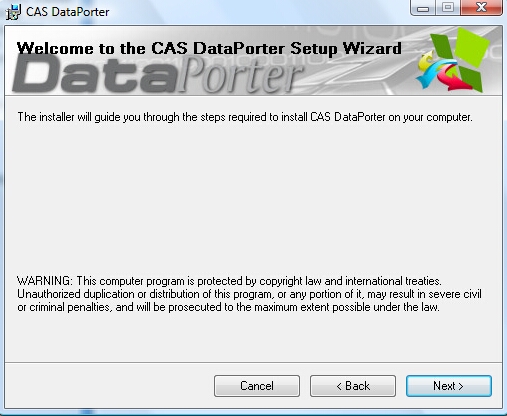 CAS DataPorter
Welcome to the CAS DataPorter Setup Wizard
DataPorter
The installer will guide you through the steps required to install CAS DataPorter on your computer.
WARNING: This computer program is protected by copyright law and international treaties.
Unauthorized duplication or distribution of this program, or any portion of it, may result in severe civil
or criminal penalties, and will be prosecuted to the maximum extent possible under the law.
Cancel
< Back
Next >